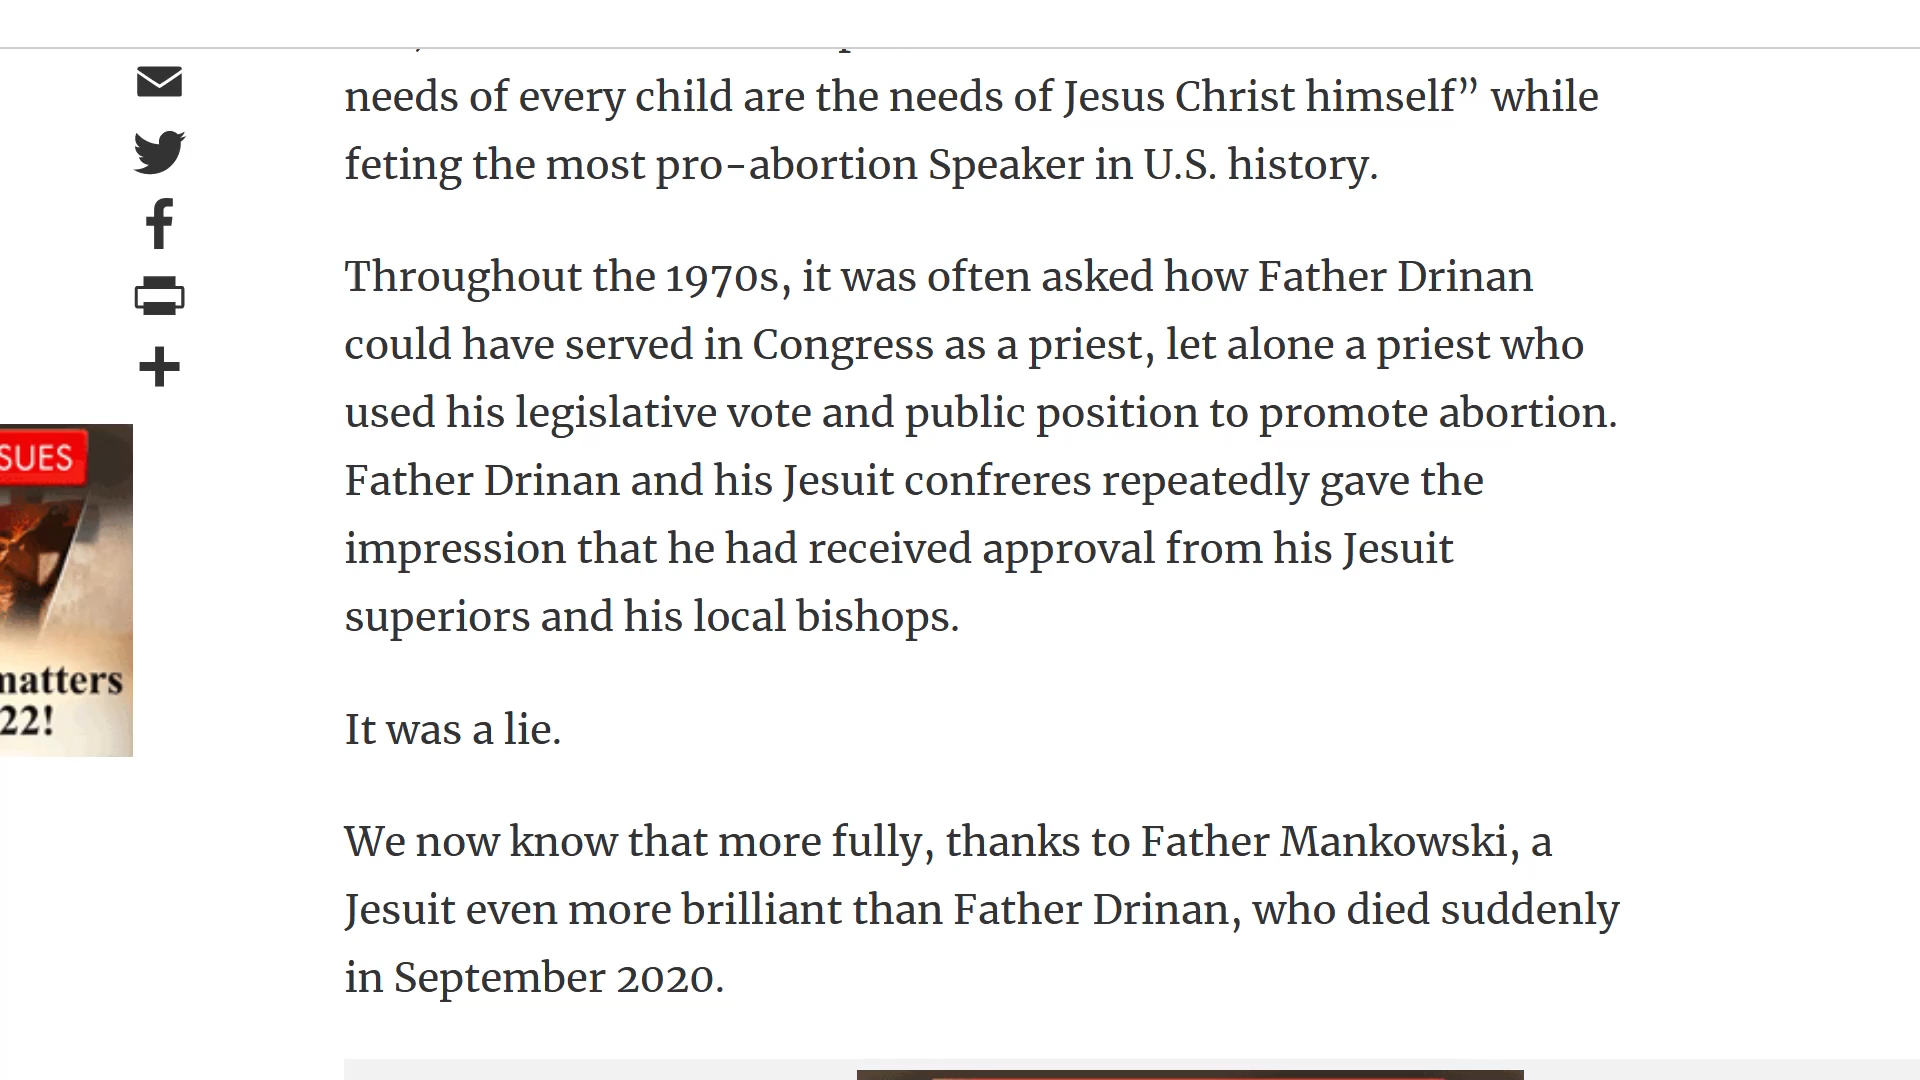 needs of every child are the needs of Jesus Christ himself” while
feting the most pro-abortion Speaker in U.S. history.
Throughout the 1970s, it was often asked how Father Drinan
could have served in Congress as a priest, let alone a priest who
used his legislative vote and public position to promote abortion.
Father Drinan and his Jesuit confreres repeatedly gave the
impression that he had received approval from his Jesuit
superiors and his local bishops.
It was a lie.
We now know that more fully, thanks to Father Mankowski, a
Jesuit even more brilliant than Father Drinan, who died suddenly
in September 2020.
SUES
matters
22!